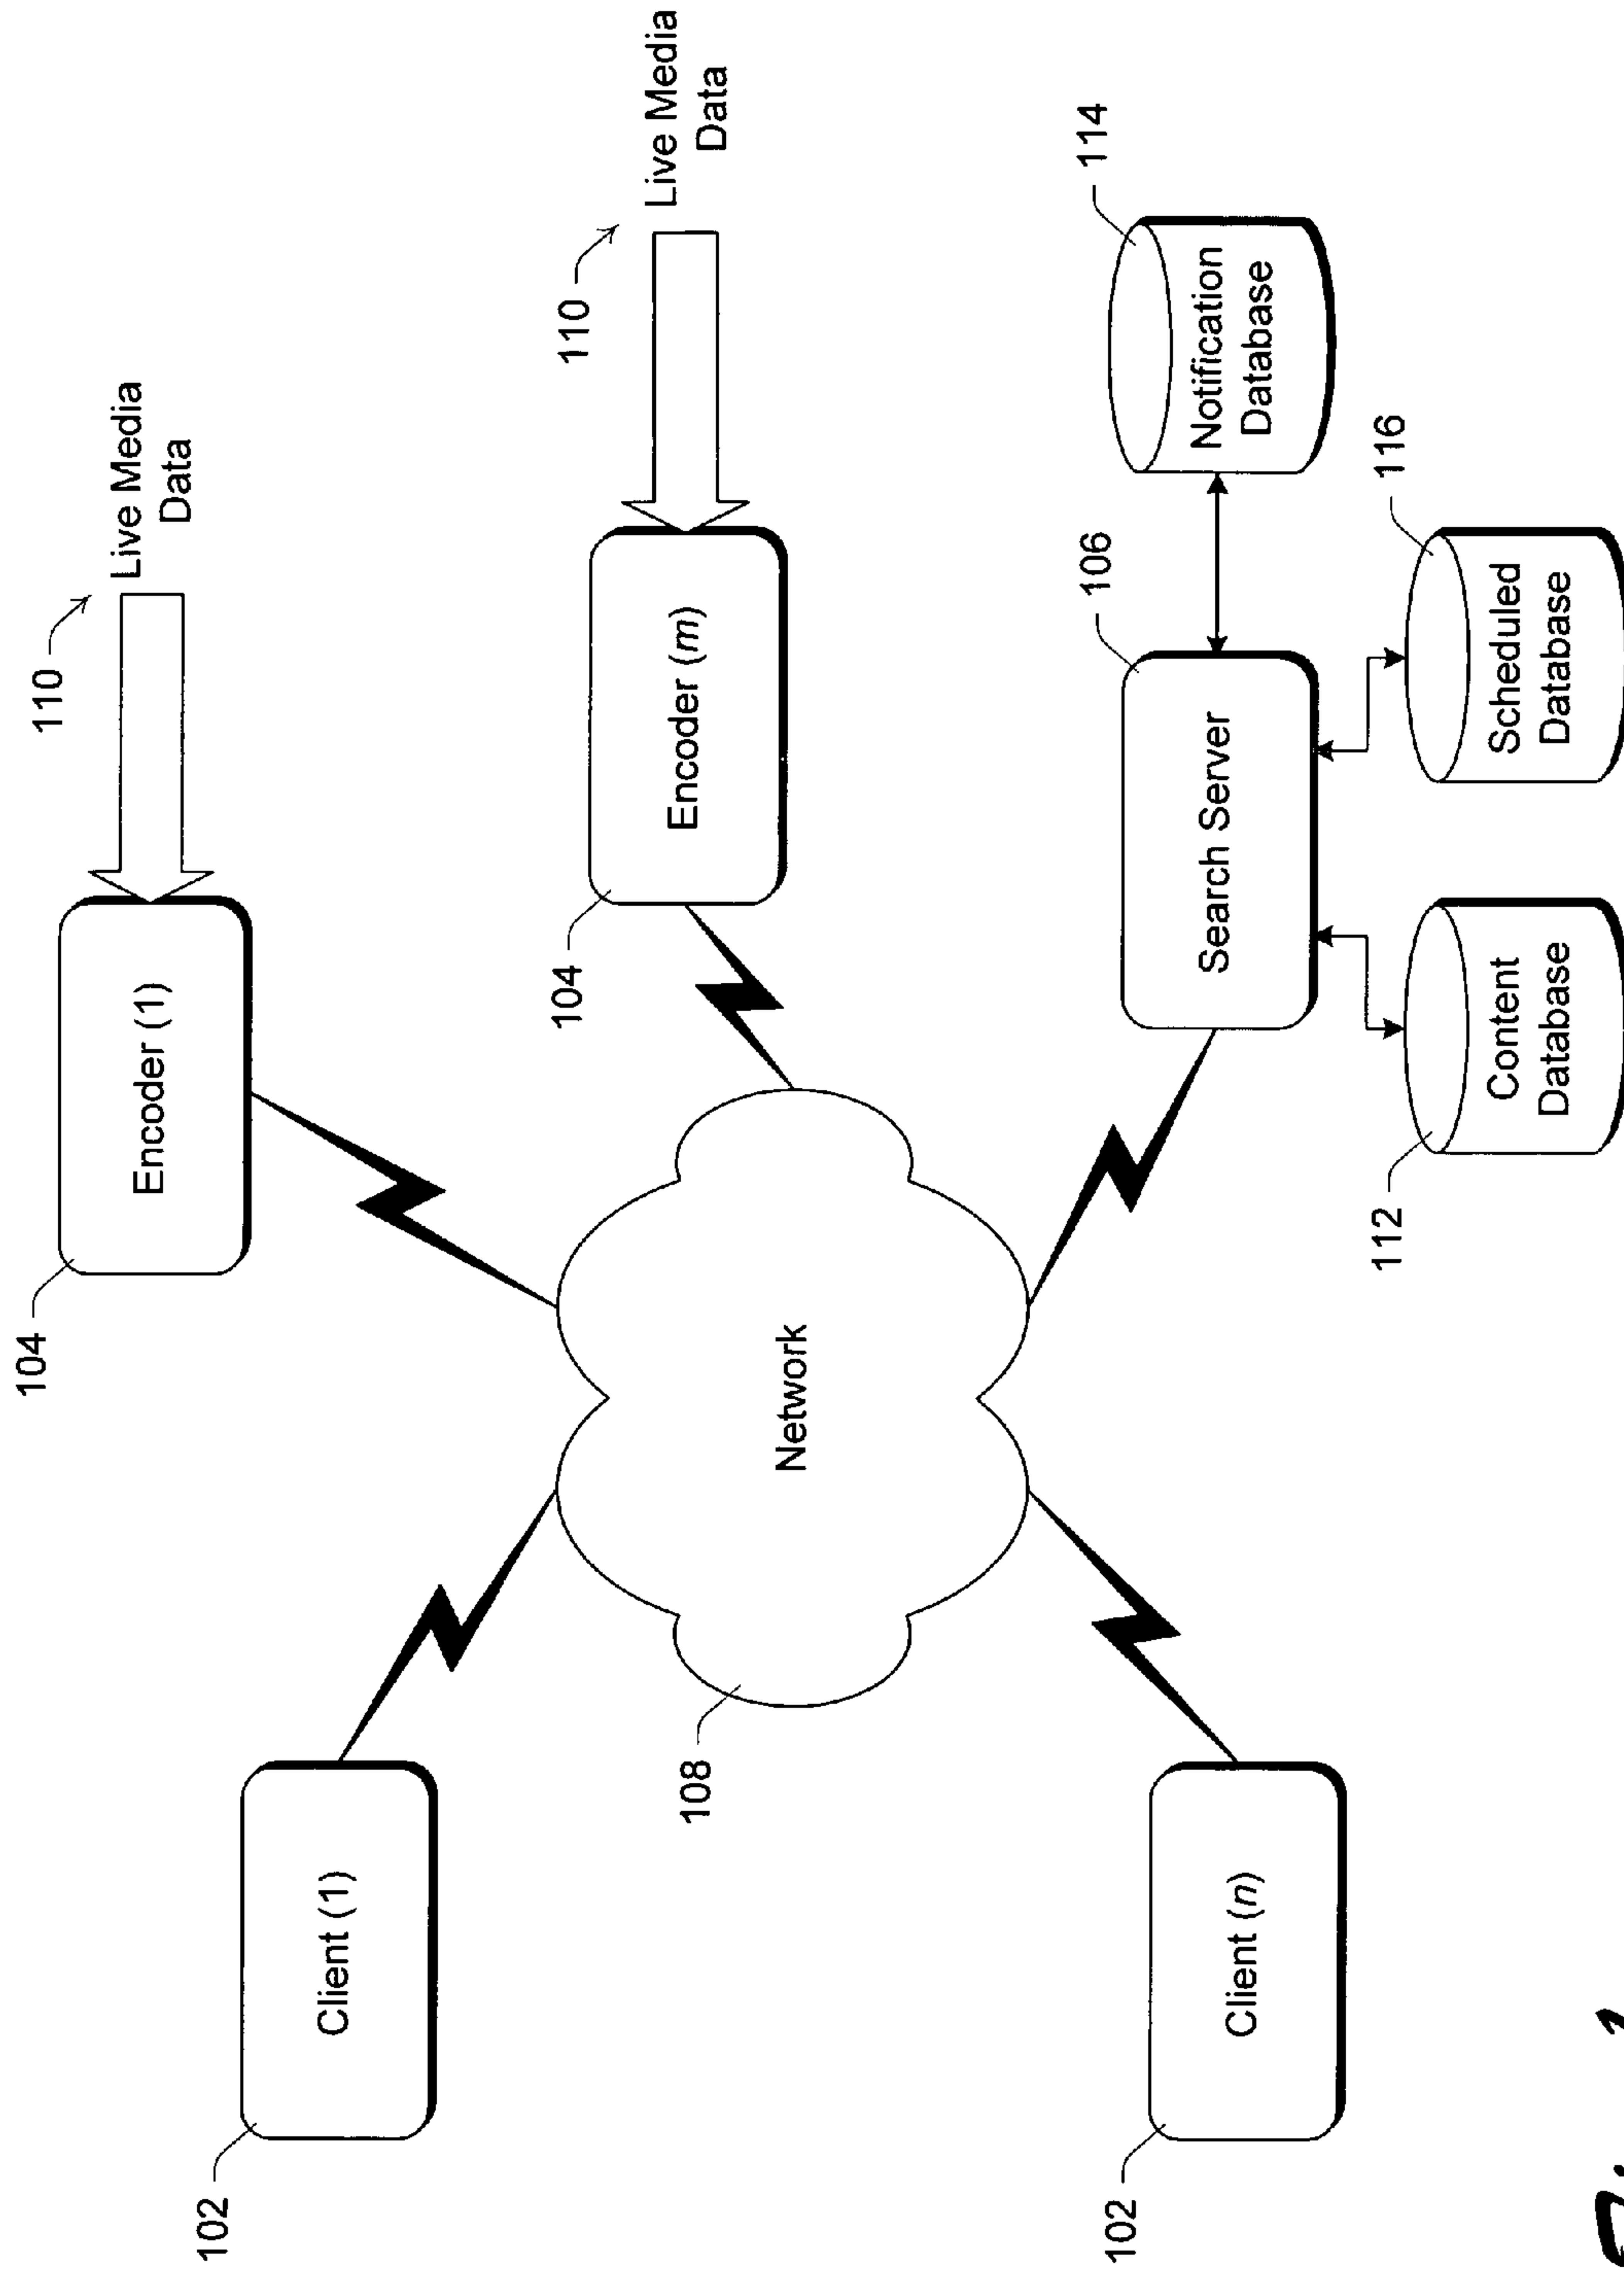 110
Live Media
Data
104
Encoder (1)
110
Live Media
Data
102
Client (1)
104
Encoder (m)
108
Network
106
114
Search Server
Notification
Database
102
Client (n)
112
116
Content
Database
Scheduled
Database